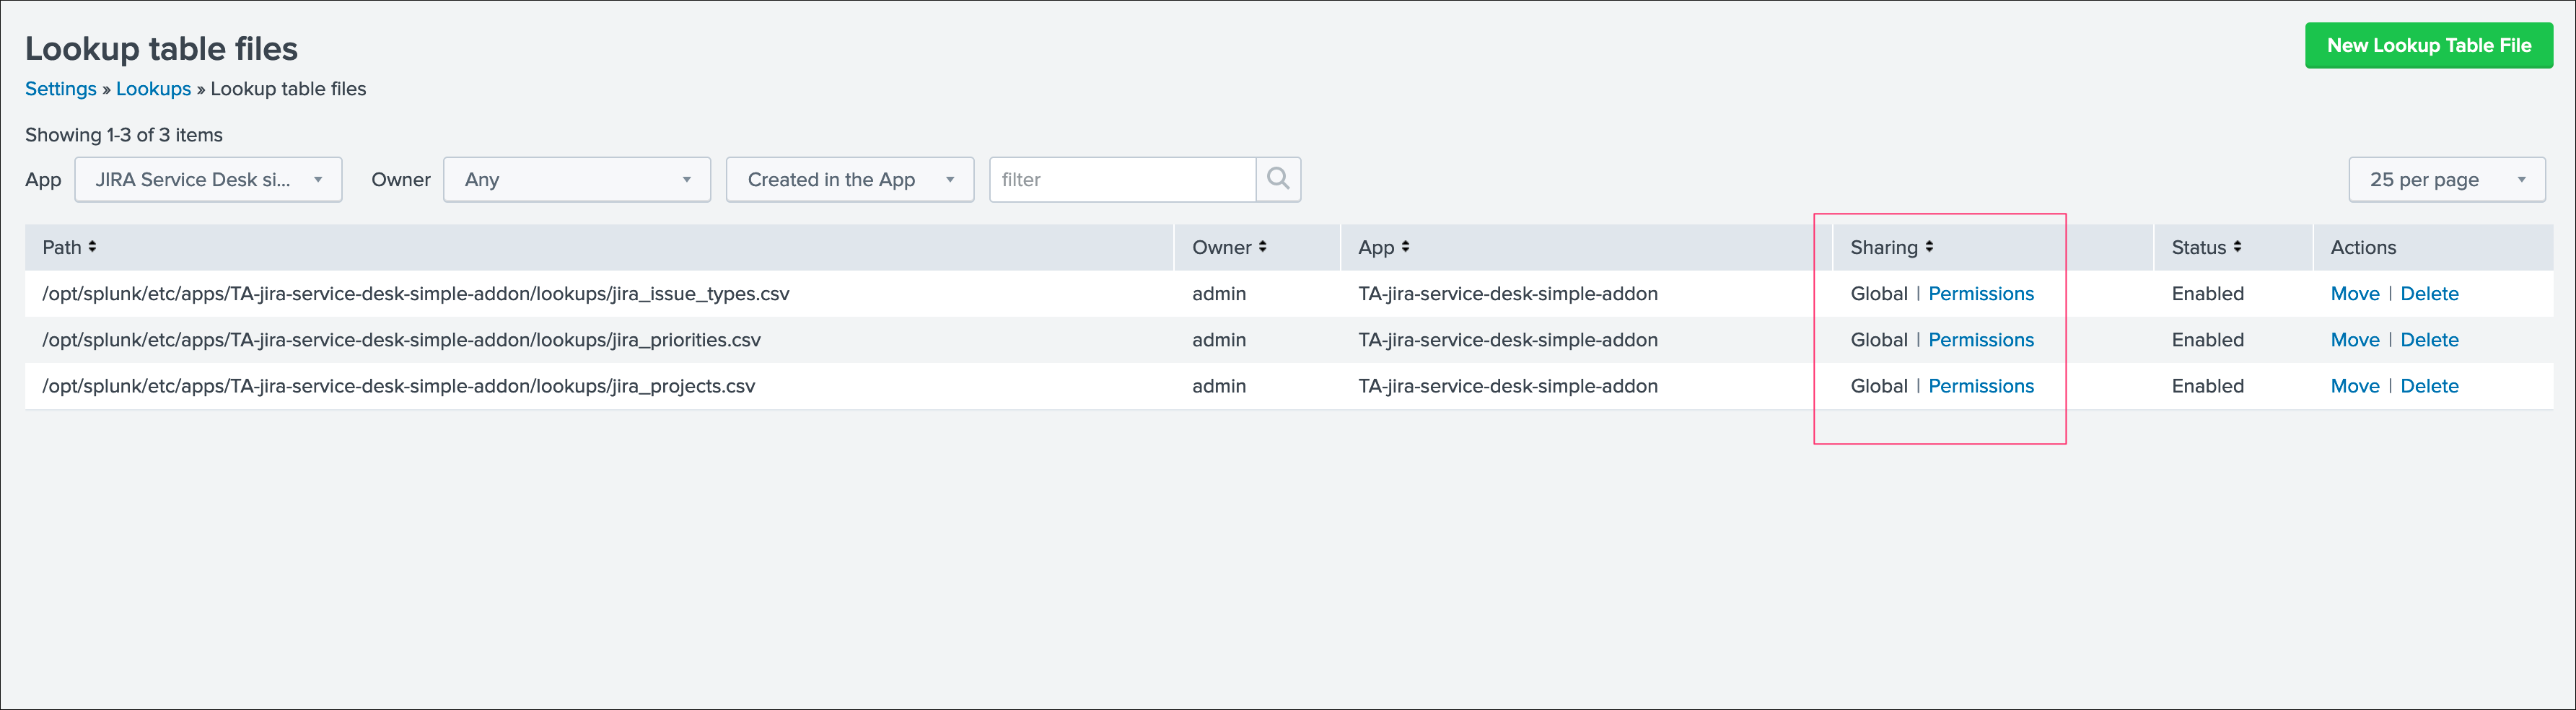 Lookup table files
New Lookup Table File
Settings » Lookups » Lookup table files
Showing 1-3 of 3 items
App JIRA Service Desk si... Owner Any Created in the App filter 25 per page
Path Owner App Sharing Status Actions
/opt/splunk/etc/apps/TA-jira-service-desk-simple-addon/lookups/jira_issue_types.csv admin TA-jira-service-desk-simple-addon Global | Permissions Enabled Move | Delete
/opt/splunk/etc/apps/TA-jira-service-desk-simple-addon/lookups/jira_priorities.csv admin TA-jira-service-desk-simple-addon Global | Permissions Enabled Move | Delete
/opt/splunk/etc/apps/TA-jira-service-desk-simple-addon/lookups/jira_projects.csv admin TA-jira-service-desk-simple-addon Global | Permissions Enabled Move | Delete